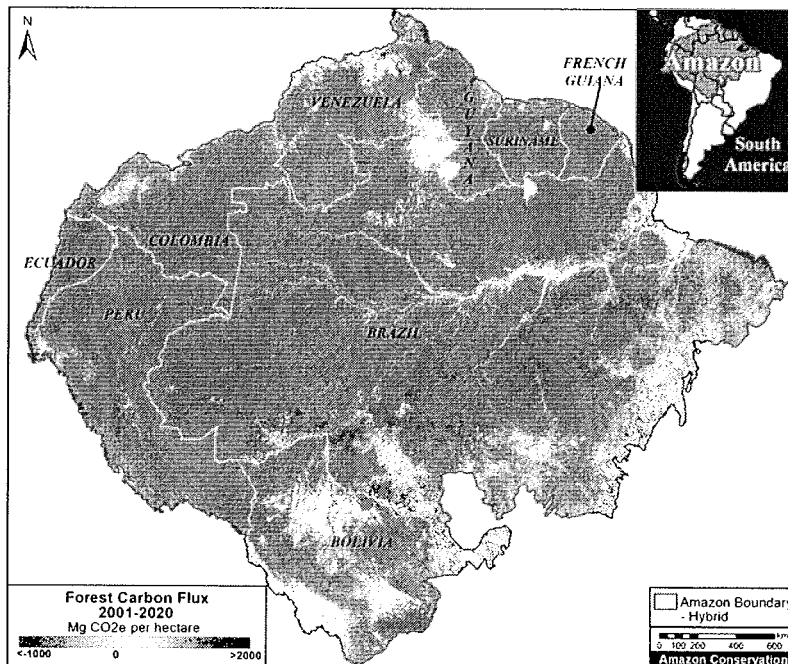 N
Amazon
South
America
FRENCH
GUIANA
VENEZUELA
GUYANA
SURINAME
COLOMBIA
ECUADOR
PERU
BRAZIL
BOLIVIA
Forest Carbon Flux
2001-2020
Mg CO2e per hectare
<-1000 0 >2000
Amazon Boundary
- Hybrid
km
0 100 200 400 600
Amazon Conservation